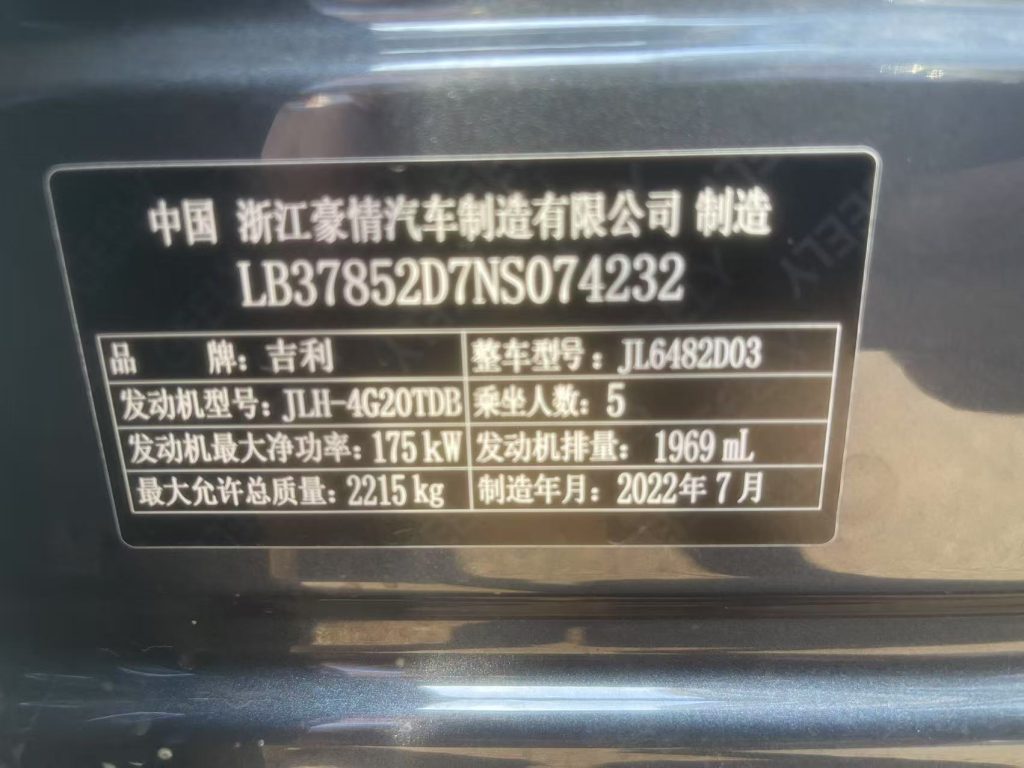 中国 浙江豪情汽车制造有限公司 制造
LB37852D7NS074232
品 牌：吉利 整车型号：JL6482D03
发动机型号：JLH-4G20TDB 乘坐人数：5
发动机最大净功率：175 kW 发动机排量： 1969 mL
最大允许总质量：2215 kg 制造年月：2022年 7 月